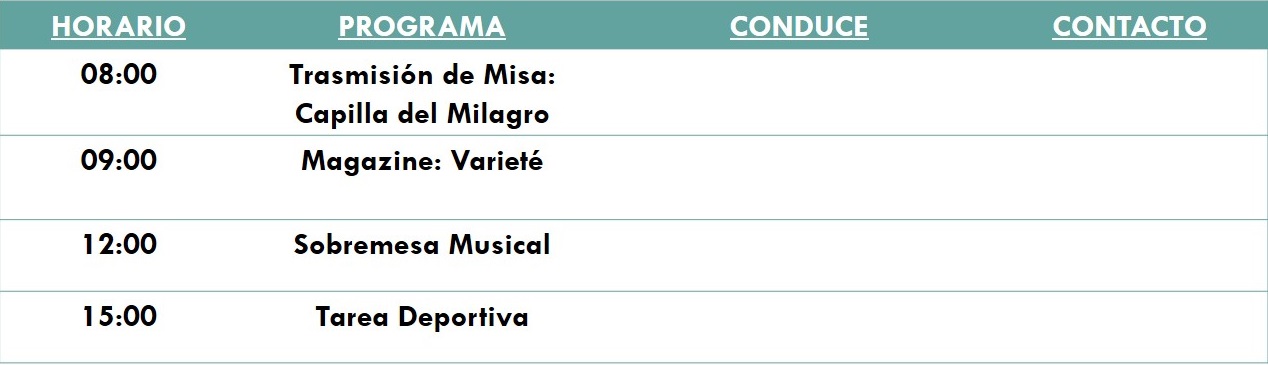 HORARIO PROGRAMA CONDUCE CONTACTO
08:00 Trasmisión de Misa:
Capilla del Milagro
09:00 Magazine: Varieté
12:00 Sobremesa Musical
15:00 Tarea Deportiva